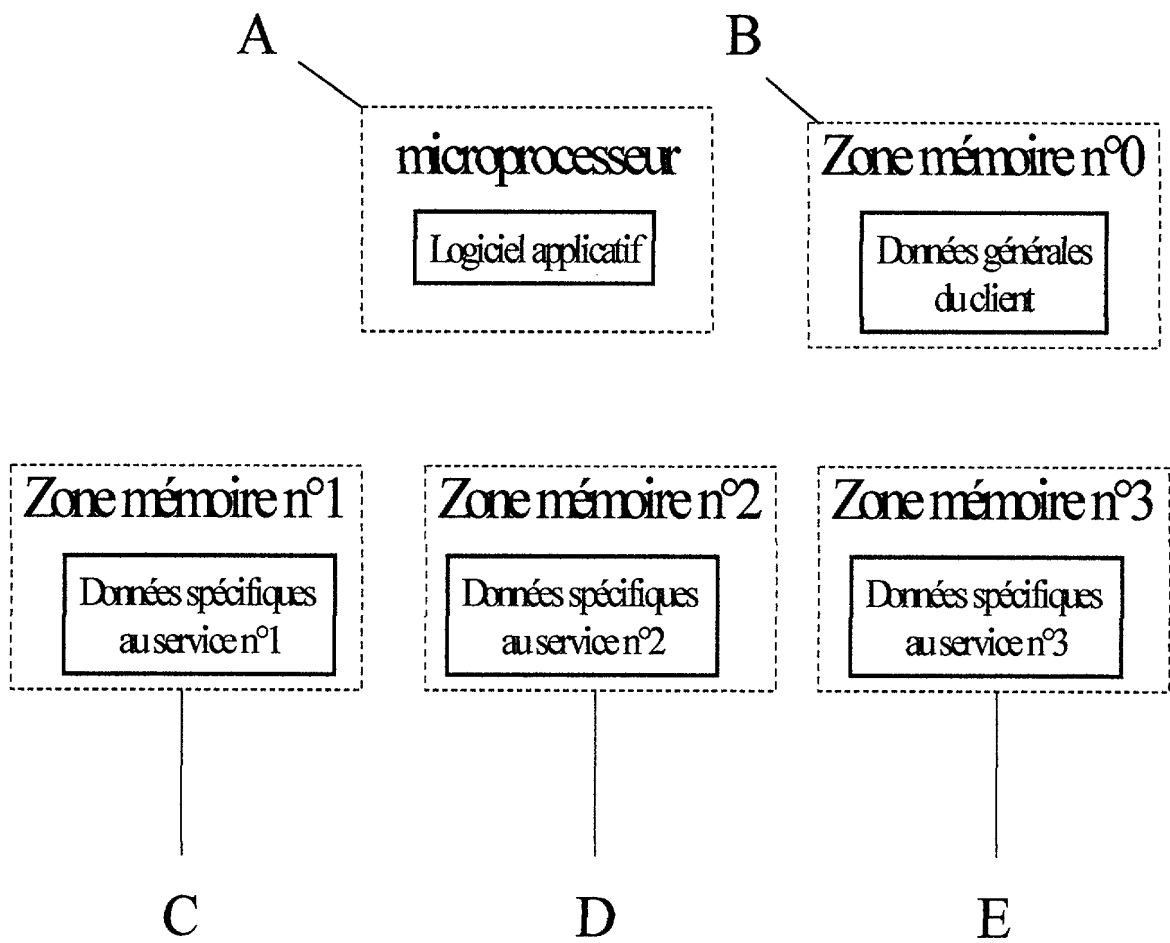 A
B
microprocesseur
Logiciel applicatif
Zone mémoire n°0
Données générales
du client
Zone mémoire n°1
Données spécifiques
au service n°1
Zone mémoire n°2
Données spécifiques
au service n°2
Zone mémoire n°3
Données spécifiques
au service n°3
C
D
E